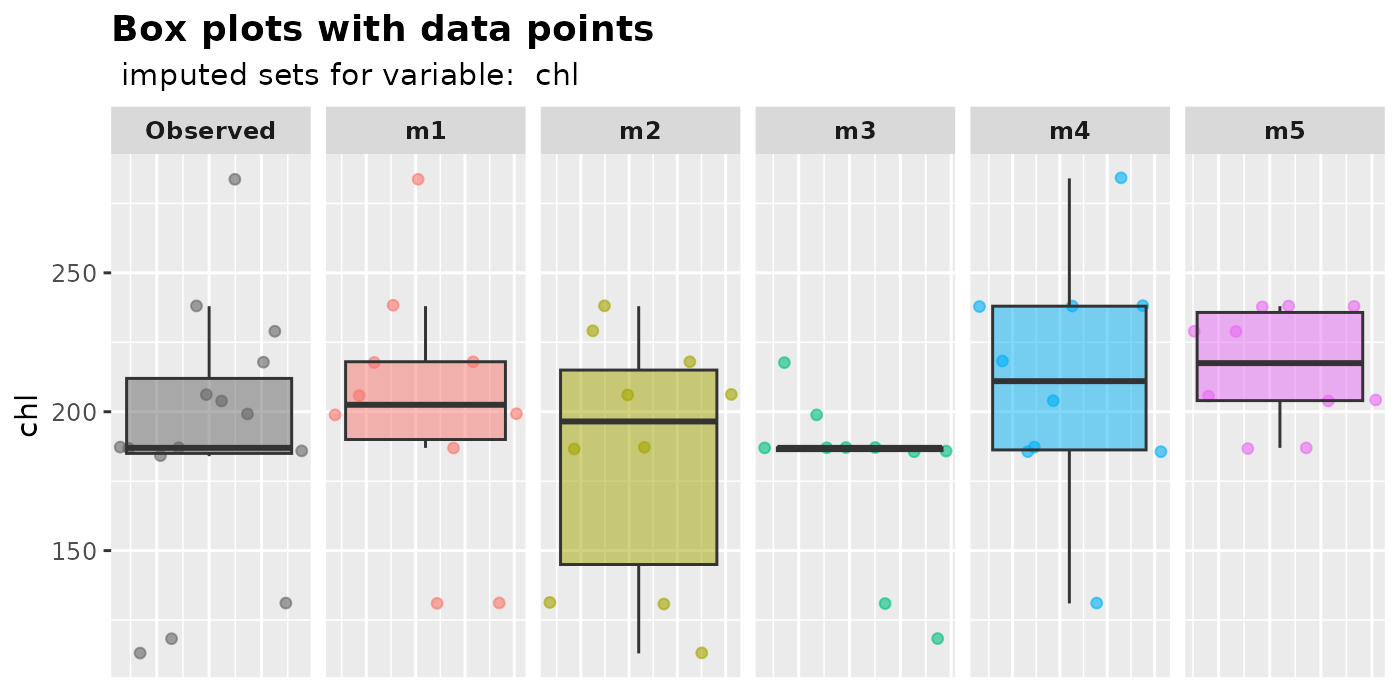 Box plots with data points
imputed sets for variable:  chl
Observed m1 m2 m3 m4 m5
250
200
150
chl